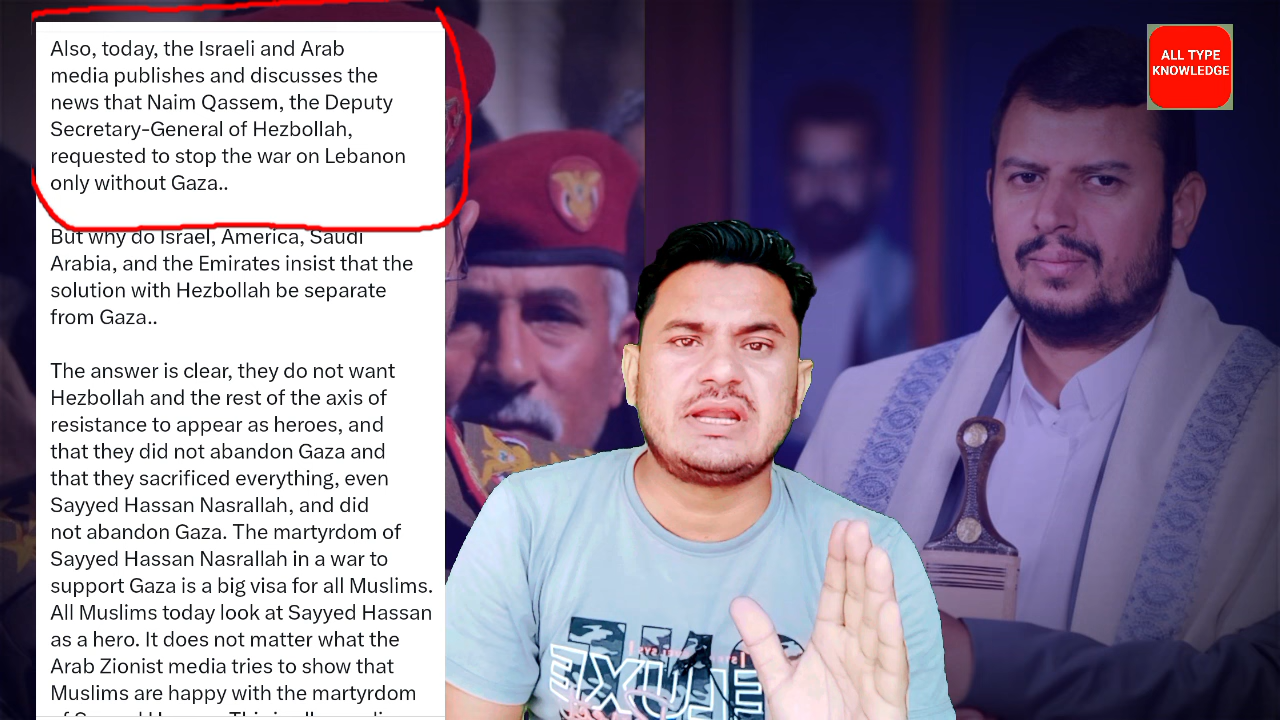 Also, today, the Israeli and Arab
media publishes and discusses the
news that Naim Qassem, the Deputy
Secretary-General of Hezbollah,
requested to stop the war on Lebanon
only without Gaza..
But why do Israel, America, Saudi
Arabia, and the Emirates insist that the
solution with Hezbollah be separate
from Gaza..
The answer is clear, they do not want
Hezbollah and the rest of the axis of
resistance to appear as heroes, and
that they did not abandon Gaza and
that they sacrificed everything, even
Sayyed Hassan Nasrallah, and did
not abandon Gaza. The martyrdom of
Sayyed Hassan Nasrallah in a war to
support Gaza is a big visa for all Muslims.
All Muslims today look at Sayyed Hassan
as a hero. It does not matter what the
Arab Zionist media tries to show that
Muslims are happy with the martyrdom
ALL TYPE
KNOWLEDGE